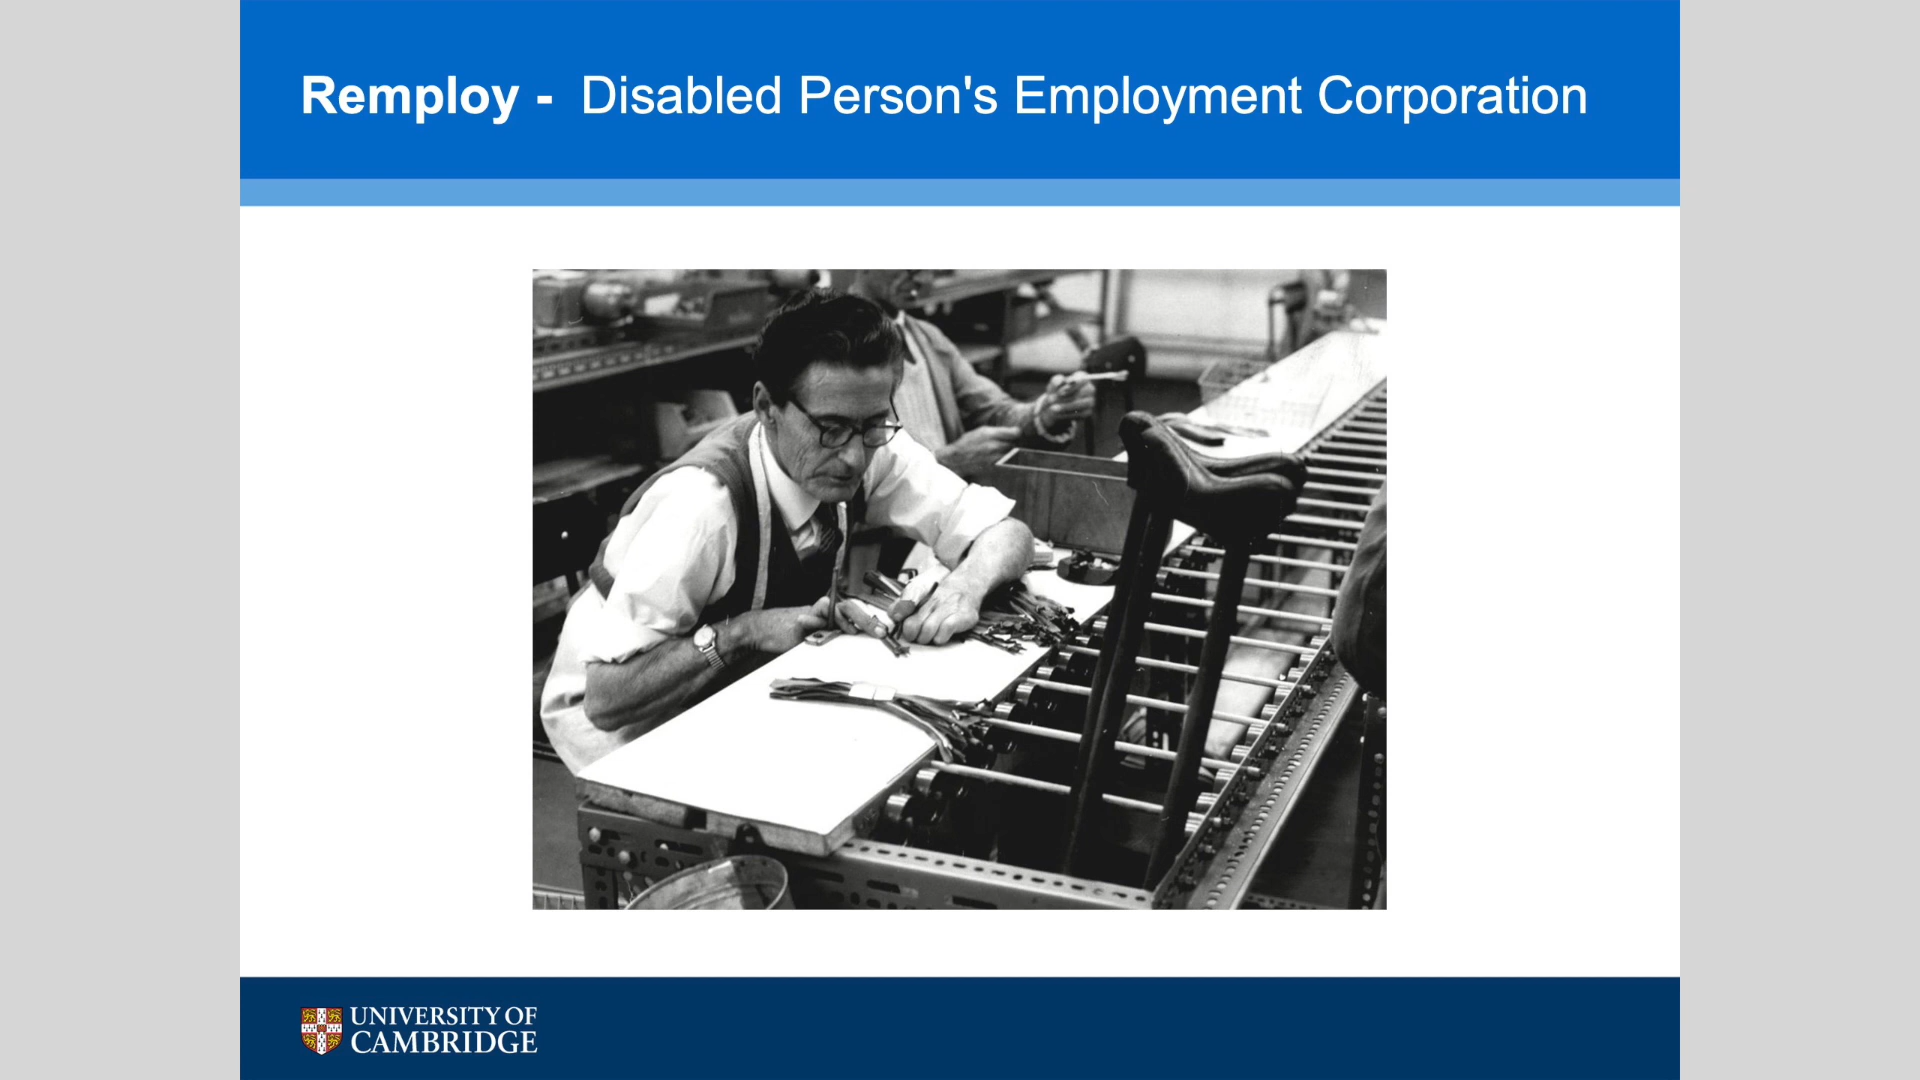 Remploy - Disabled Person's Employment Corporation
UNIVERSITY OF
CAMBRIDGE